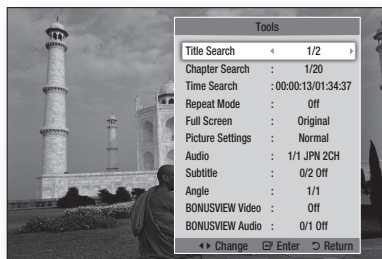 Tools
Title Search ◂ 1/2 ▸
Chapter Search : 1/20
Time Search : 00:00:13/01:34:37
Repeat Mode : Off
Full Screen : Original
Picture Settings : Normal
Audio : 1/1 JPN 2CH
Subtitle : 0/2 Off
Angle : 1/1
BONUSVIEW Video : Off
BONUSVIEW Audio : 0/1 Off
◂▸ Change Enter Return